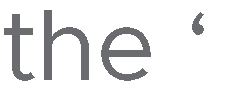 the ‘